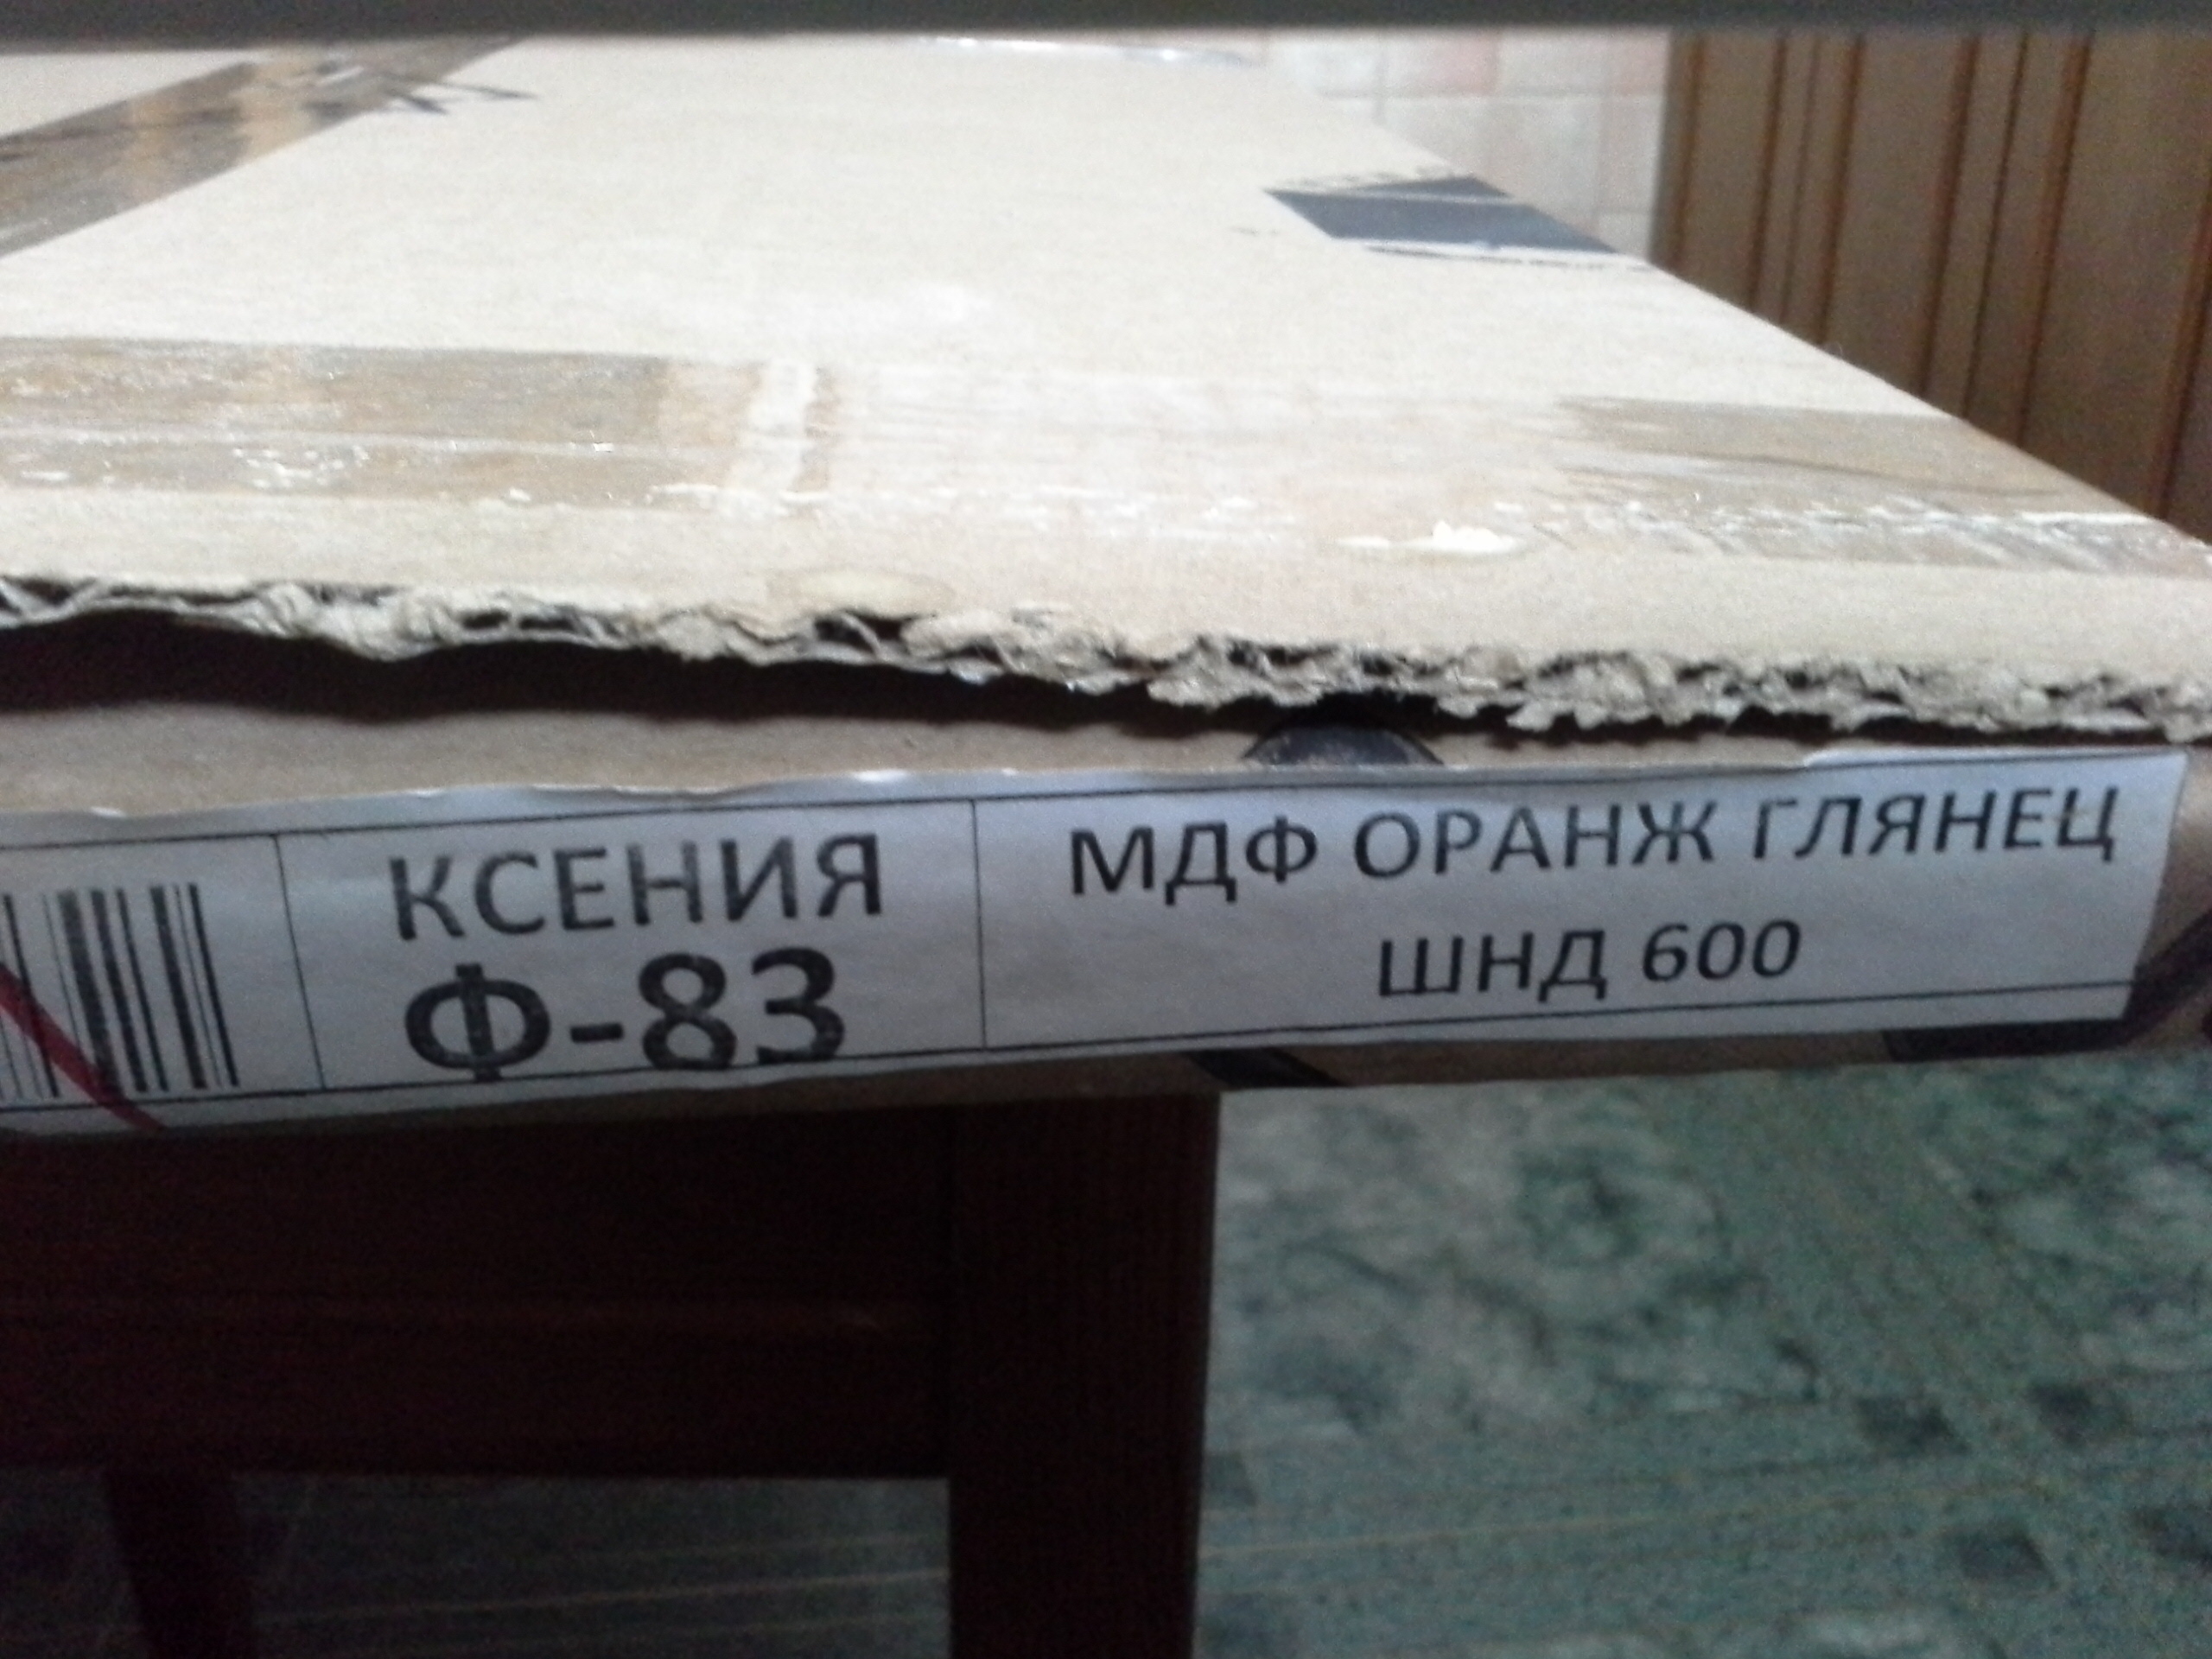 КСЕНИЯ
Ф-83
МДФ ОРАНЖ ГЛЯНЕЦ
ШНД 600